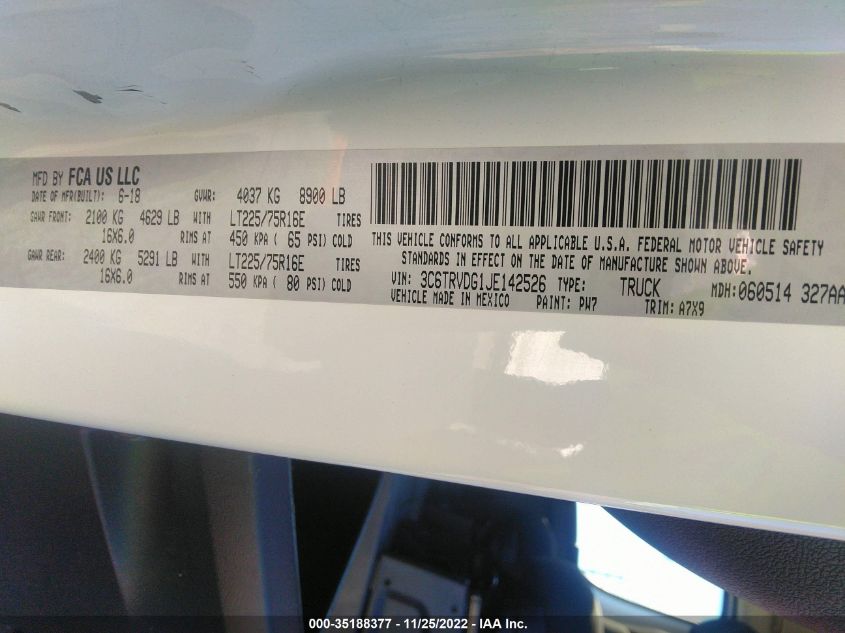 MFD BY FCA US LLC
DATE OF MFR(BUILT): 6-18 GVWR: 4037 KG 8900 LB
GAWR FRONT: 2100 KG 4629 LB WITH LT225/75R16E TIRES
16X6.0 RIMS AT 450 KPA ( 65 PSI) COLD
GAWR REAR: 2400 KG 5291 LB WITH LT225/75R16E TIRES
16X6.0 RIMS AT 550 KPA ( 80 PSI) COLD
THIS VEHICLE CONFORMS TO ALL APPLICABLE U.S.A. FEDERAL MOTOR VEHICLE SAFETY
STANDARDS IN EFFECT ON THE DATE OF MANUFACTURE SHOWN ABOVE.
VIN: 3C6TRVDG1JE142526 TYPE: TRUCK MDH: 060514 327AA
VEHICLE MADE IN MEXICO PAINT: PW7 TRIM: A7X9
000-35188377 - 11/25/2022 - IAA Inc.